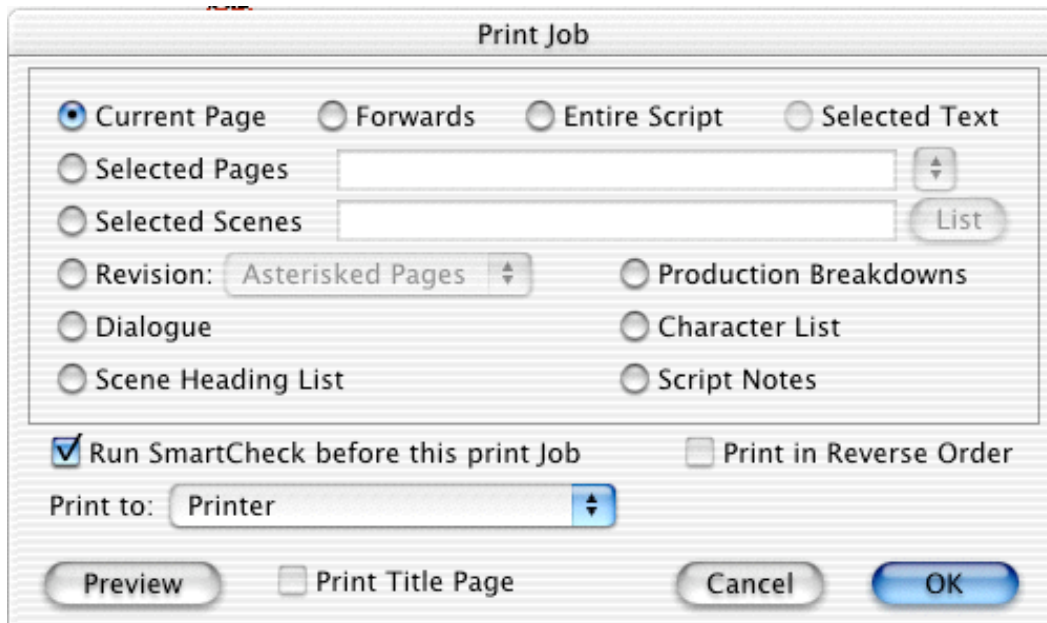 Print Job
Current Page Forwards Entire Script Selected Text
Selected Pages
Selected Scenes List
Revision: Asterisked Pages Production Breakdowns
Dialogue Character List
Scene Heading List Script Notes
Run SmartCheck before this print Job Print in Reverse Order
Print to: Printer
Preview Print Title Page Cancel OK